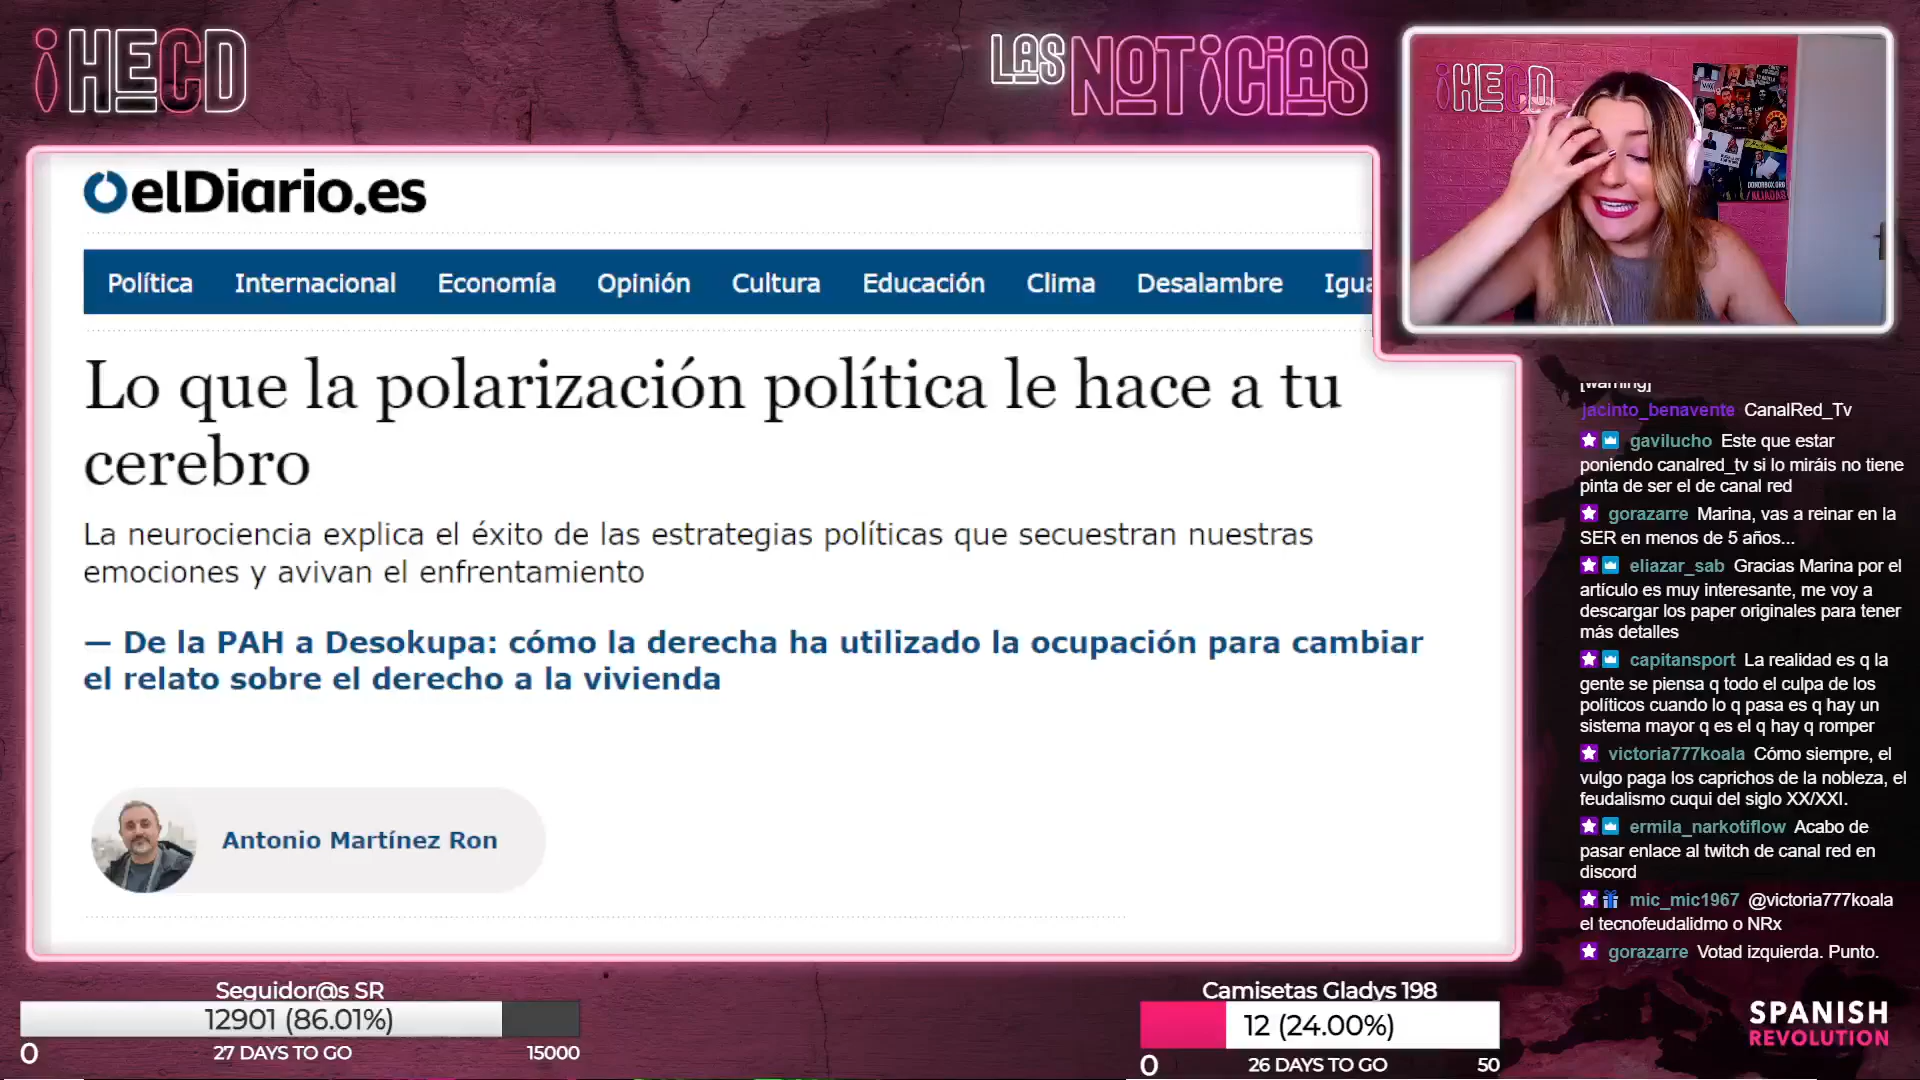 ¡HECD
LAS NOTICIAS
¡HECD
elDiario.es
Política Internacional Economía Opinión Cultura Educación Clima Desalambre Igua
Lo que la polarización política le hace a tu
cerebro
La neurociencia explica el éxito de las estrategias políticas que secuestran nuestras
emociones y avivan el enfrentamiento
— De la PAH a Desokupa: cómo la derecha ha utilizado la ocupación para cambiar
el relato sobre el derecho a la vivienda
Antonio Martínez Ron
[warning]
jacinto_benavente CanalRed_Tv
gavilucho Este que estar
poniendo canalred_tv si lo miráis no tiene
pinta de ser el de canal red
gorazarre Marina, vas a reinar en la
SER en menos de 5 años...
eliazar_sab Gracias Marina por el
artículo es muy interesante, me voy a
descargar los paper originales para tener
más detalles
capitansport La realidad es q la
gente se piensa q todo el culpa de los
políticos cuando lo q pasa es q hay un
sistema mayor q es el q hay q romper
victoria777koala Cómo siempre, el
vulgo paga los caprichos de la nobleza, el
feudalismo cuqui del siglo XX/XXI.
ermila_narkotiflow Acabo de
pasar enlace al twitch de canal red en
discord
mic_mic1967 @victoria777koala
el tecnofeudalidmo o NRx
gorazarre Votad izquierda. Punto.
Seguidor@s SR
12901 (86.01%)
0 27 DAYS TO GO 15000
Camisetas Gladys 198
12 (24.00%)
0 26 DAYS TO GO 50
SPANISH
REVOLUTION